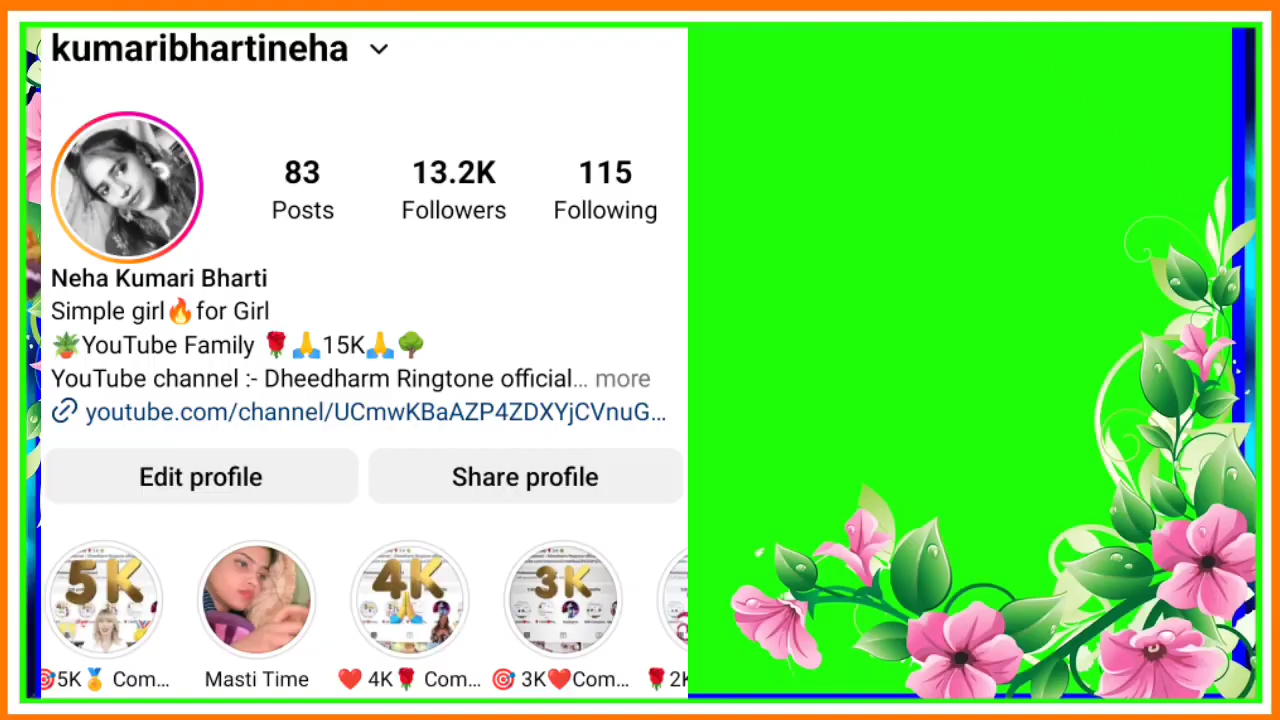 kumaribhartineha
83 13.2K 115
Posts Followers Following
Neha Kumari Bharti
Simple girl🔥for Girl
🪴YouTube Family 🌹🙏15K🙏🌳
YouTube channel :- Dheedharm Ringtone official... more
youtube.com/channel/UCmwKBaAZP4ZDXYjCVnuG...
Edit profile Share profile
5K 4K 3K
🎯5K🏅 Com... Masti Time ❤️ 4K🌹 Com... 🎯 3K❤️Com... 🌹2K